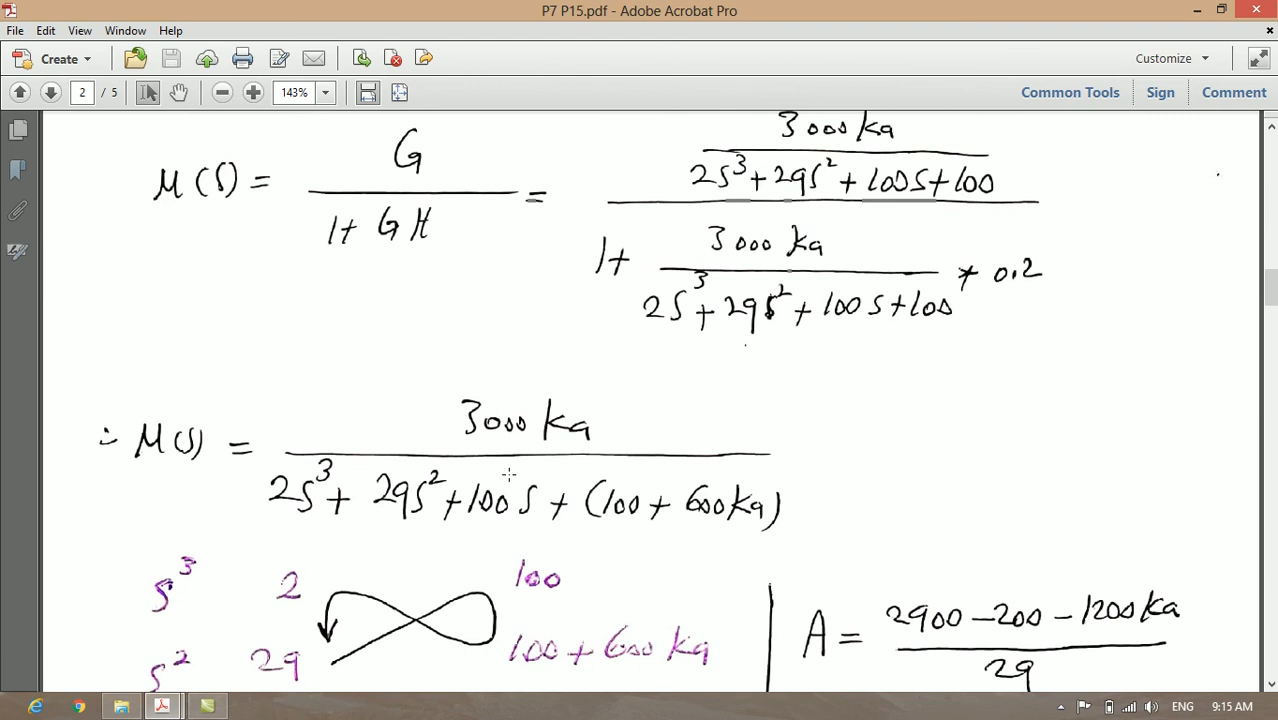 P7 P15.pdf - Adobe Acrobat Pro
File Edit View Window Help
Create Customize
2 / 5 143% Common Tools Sign Comment
M(S) = G / (1 + GH) = (3000 ka / (2S³ + 29S² + 100S + 100)) / (1 + 3000 ka / (2S³ + 29S² + 100S + 100) * 0.2)
∴ M(S) = 3000 ka / (2S³ + 29S² + 100S + (100 + 600ka))
S³ 2 100
S² 29 100 + 600 ka
A = (2900 - 200 - 1200ka) / 29
ENG 9:15 AM